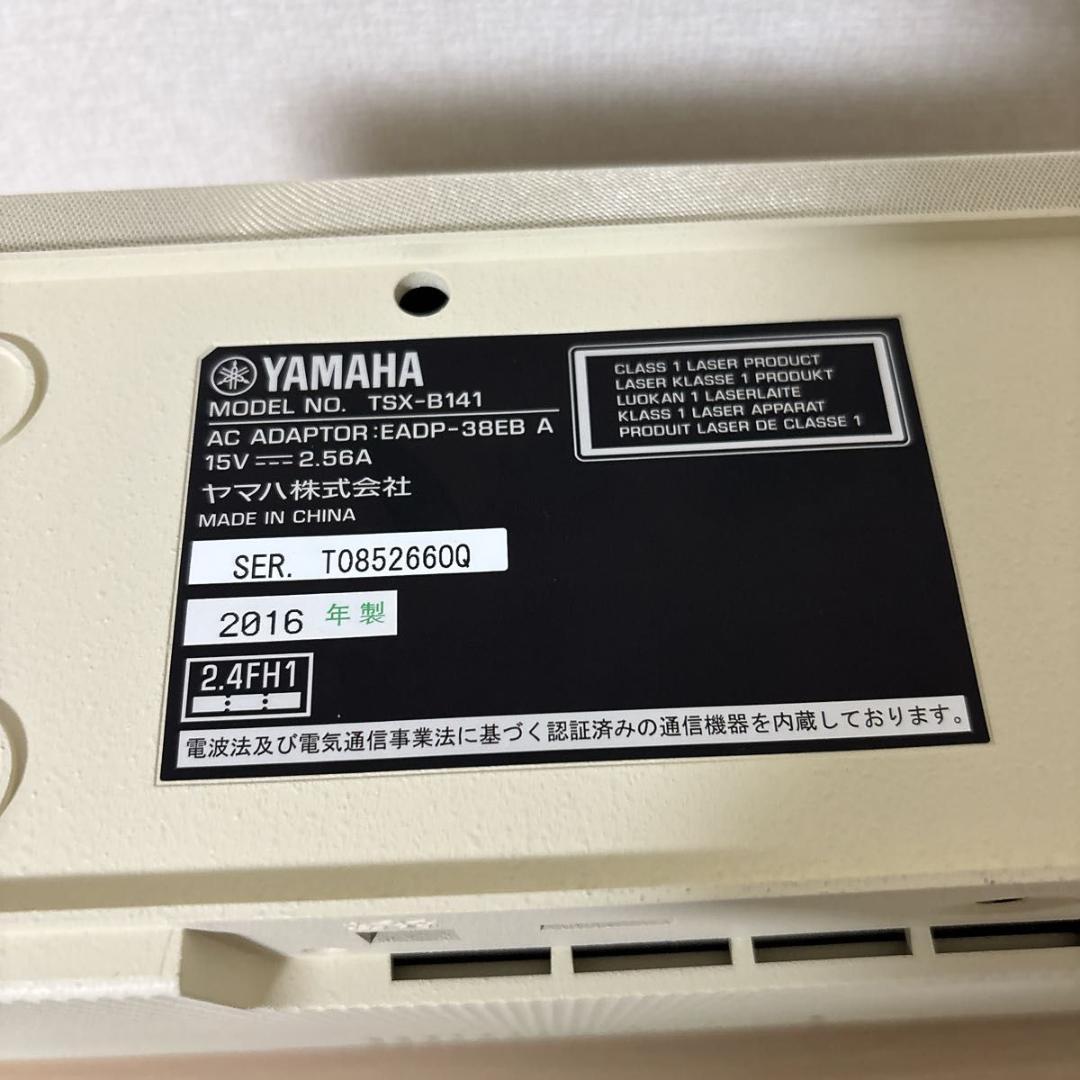 YAMAHA
MODEL NO. TSX-B141
AC ADAPTOR:EADP-38EB A
15V⎓2.56A
ヤマハ株式会社
MADE IN CHINA
SER. T085266OQ
2016 年製
2.4FH1
電波法及び電気通信事業法に基づく認証済みの通信機器を内蔵しております。
CLASS 1 LASER PRODUCT
LASER KLASSE 1 PRODUKT
LUOKAN 1 LASERLAITE
KLASS 1 LASER APPARAT
PRODUIT LASER DE CLASSE 1